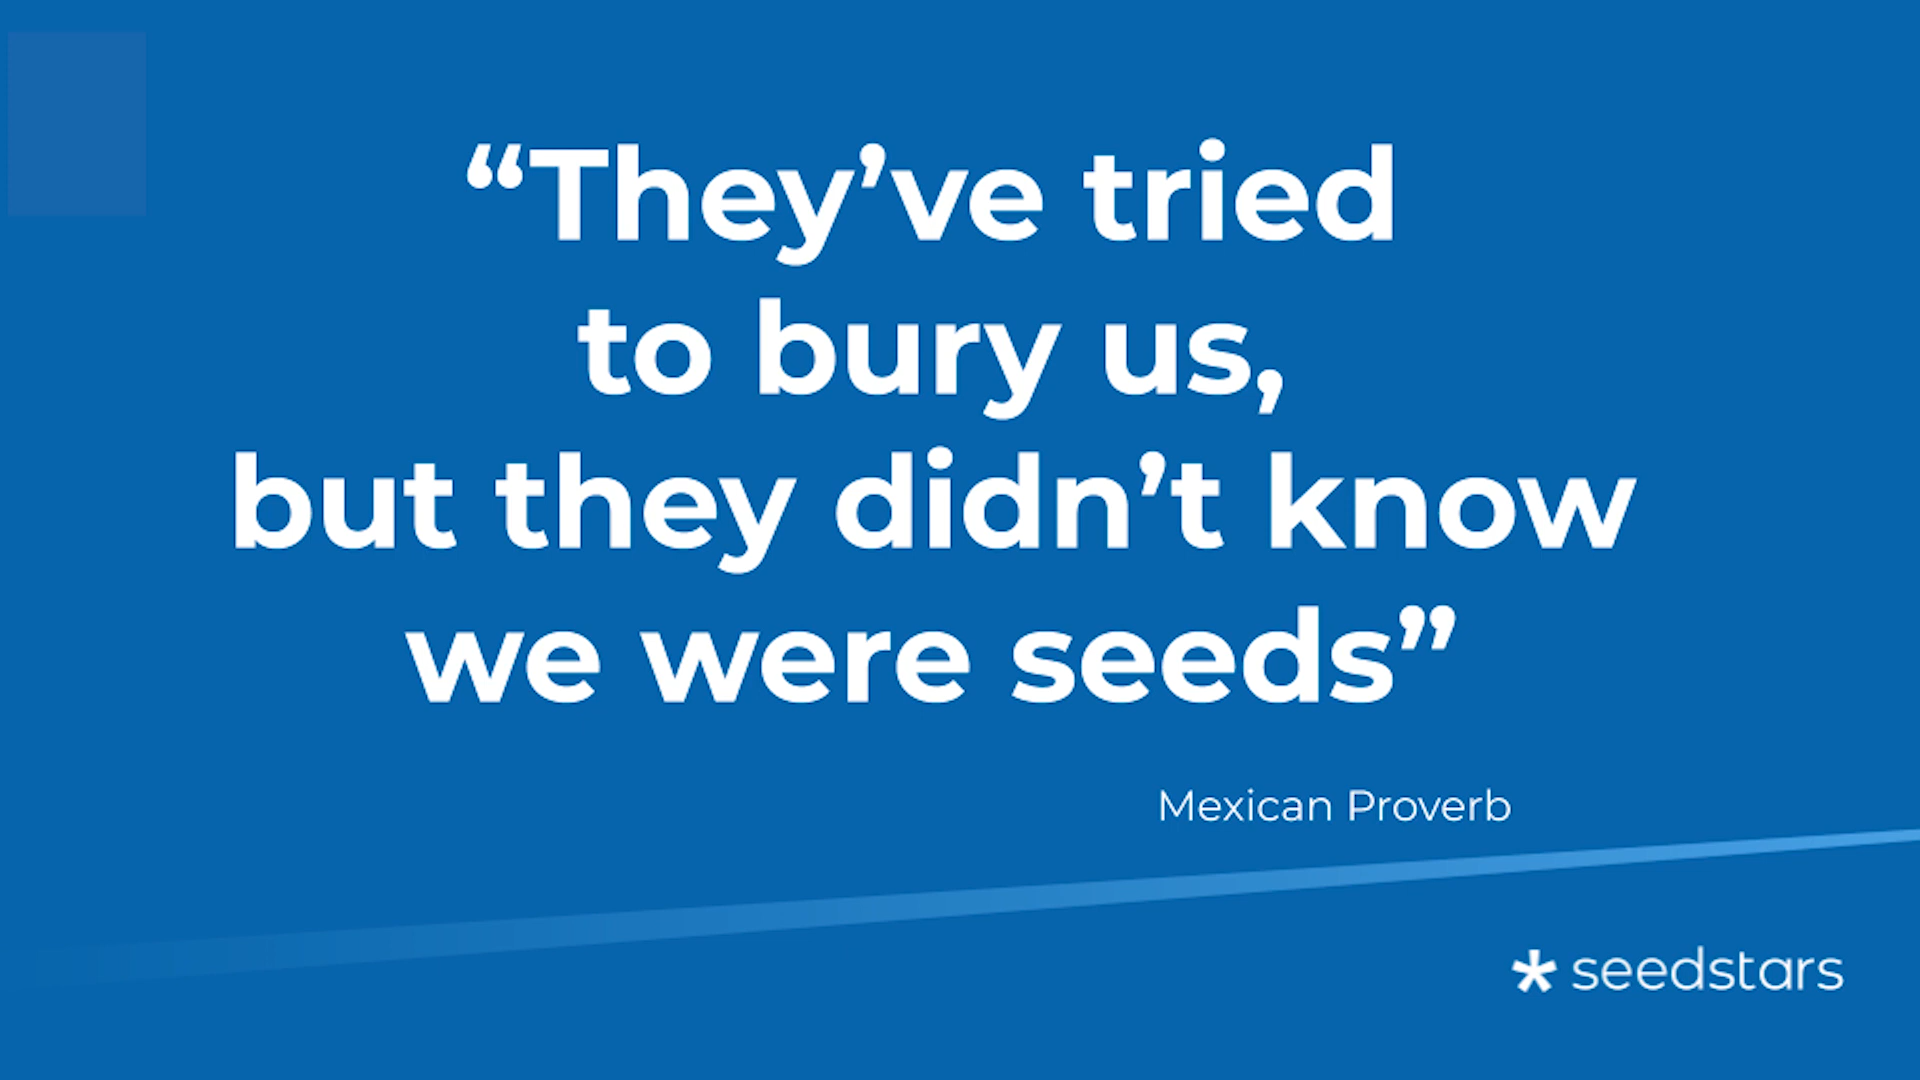 “They’ve tried
to bury us,
but they didn’t know
we were seeds”
Mexican Proverb
seedstars